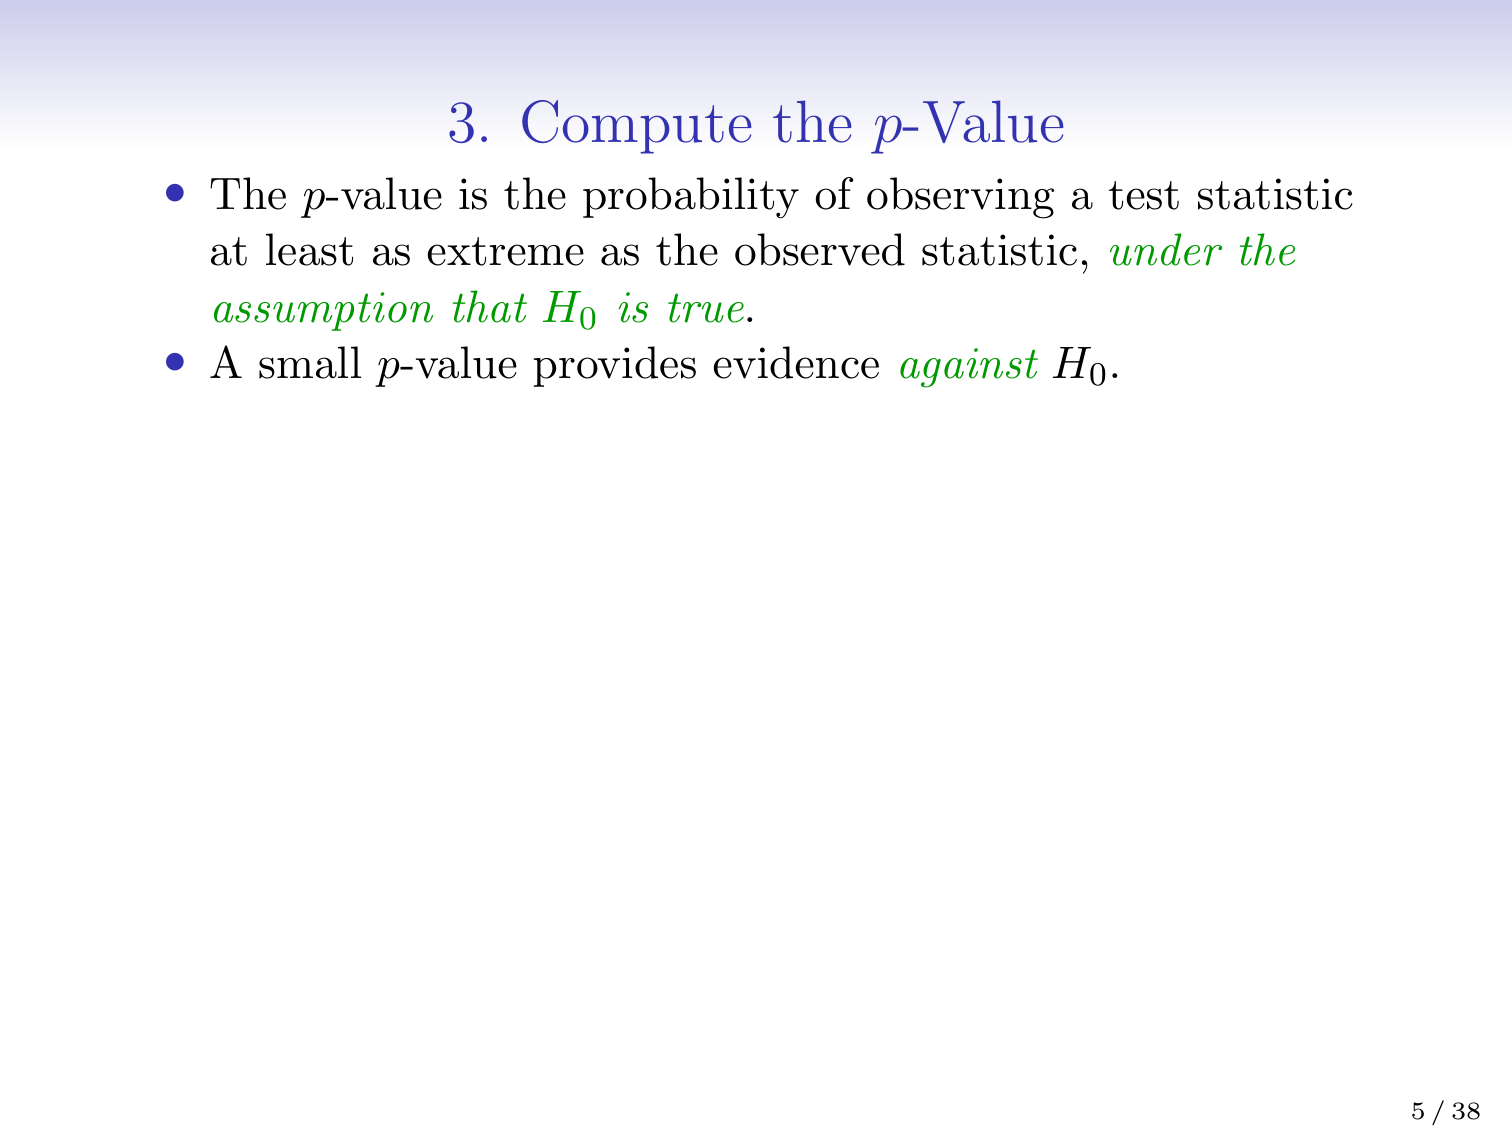 3. Compute the p-Value
• The p-value is the probability of observing a test statistic
at least as extreme as the observed statistic, under the
assumption that H₀ is true.
• A small p-value provides evidence against H₀.
5 / 38